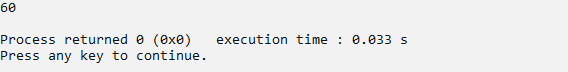 60
Process returned 0 (0x0)   execution time : 0.033 s
Press any key to continue.